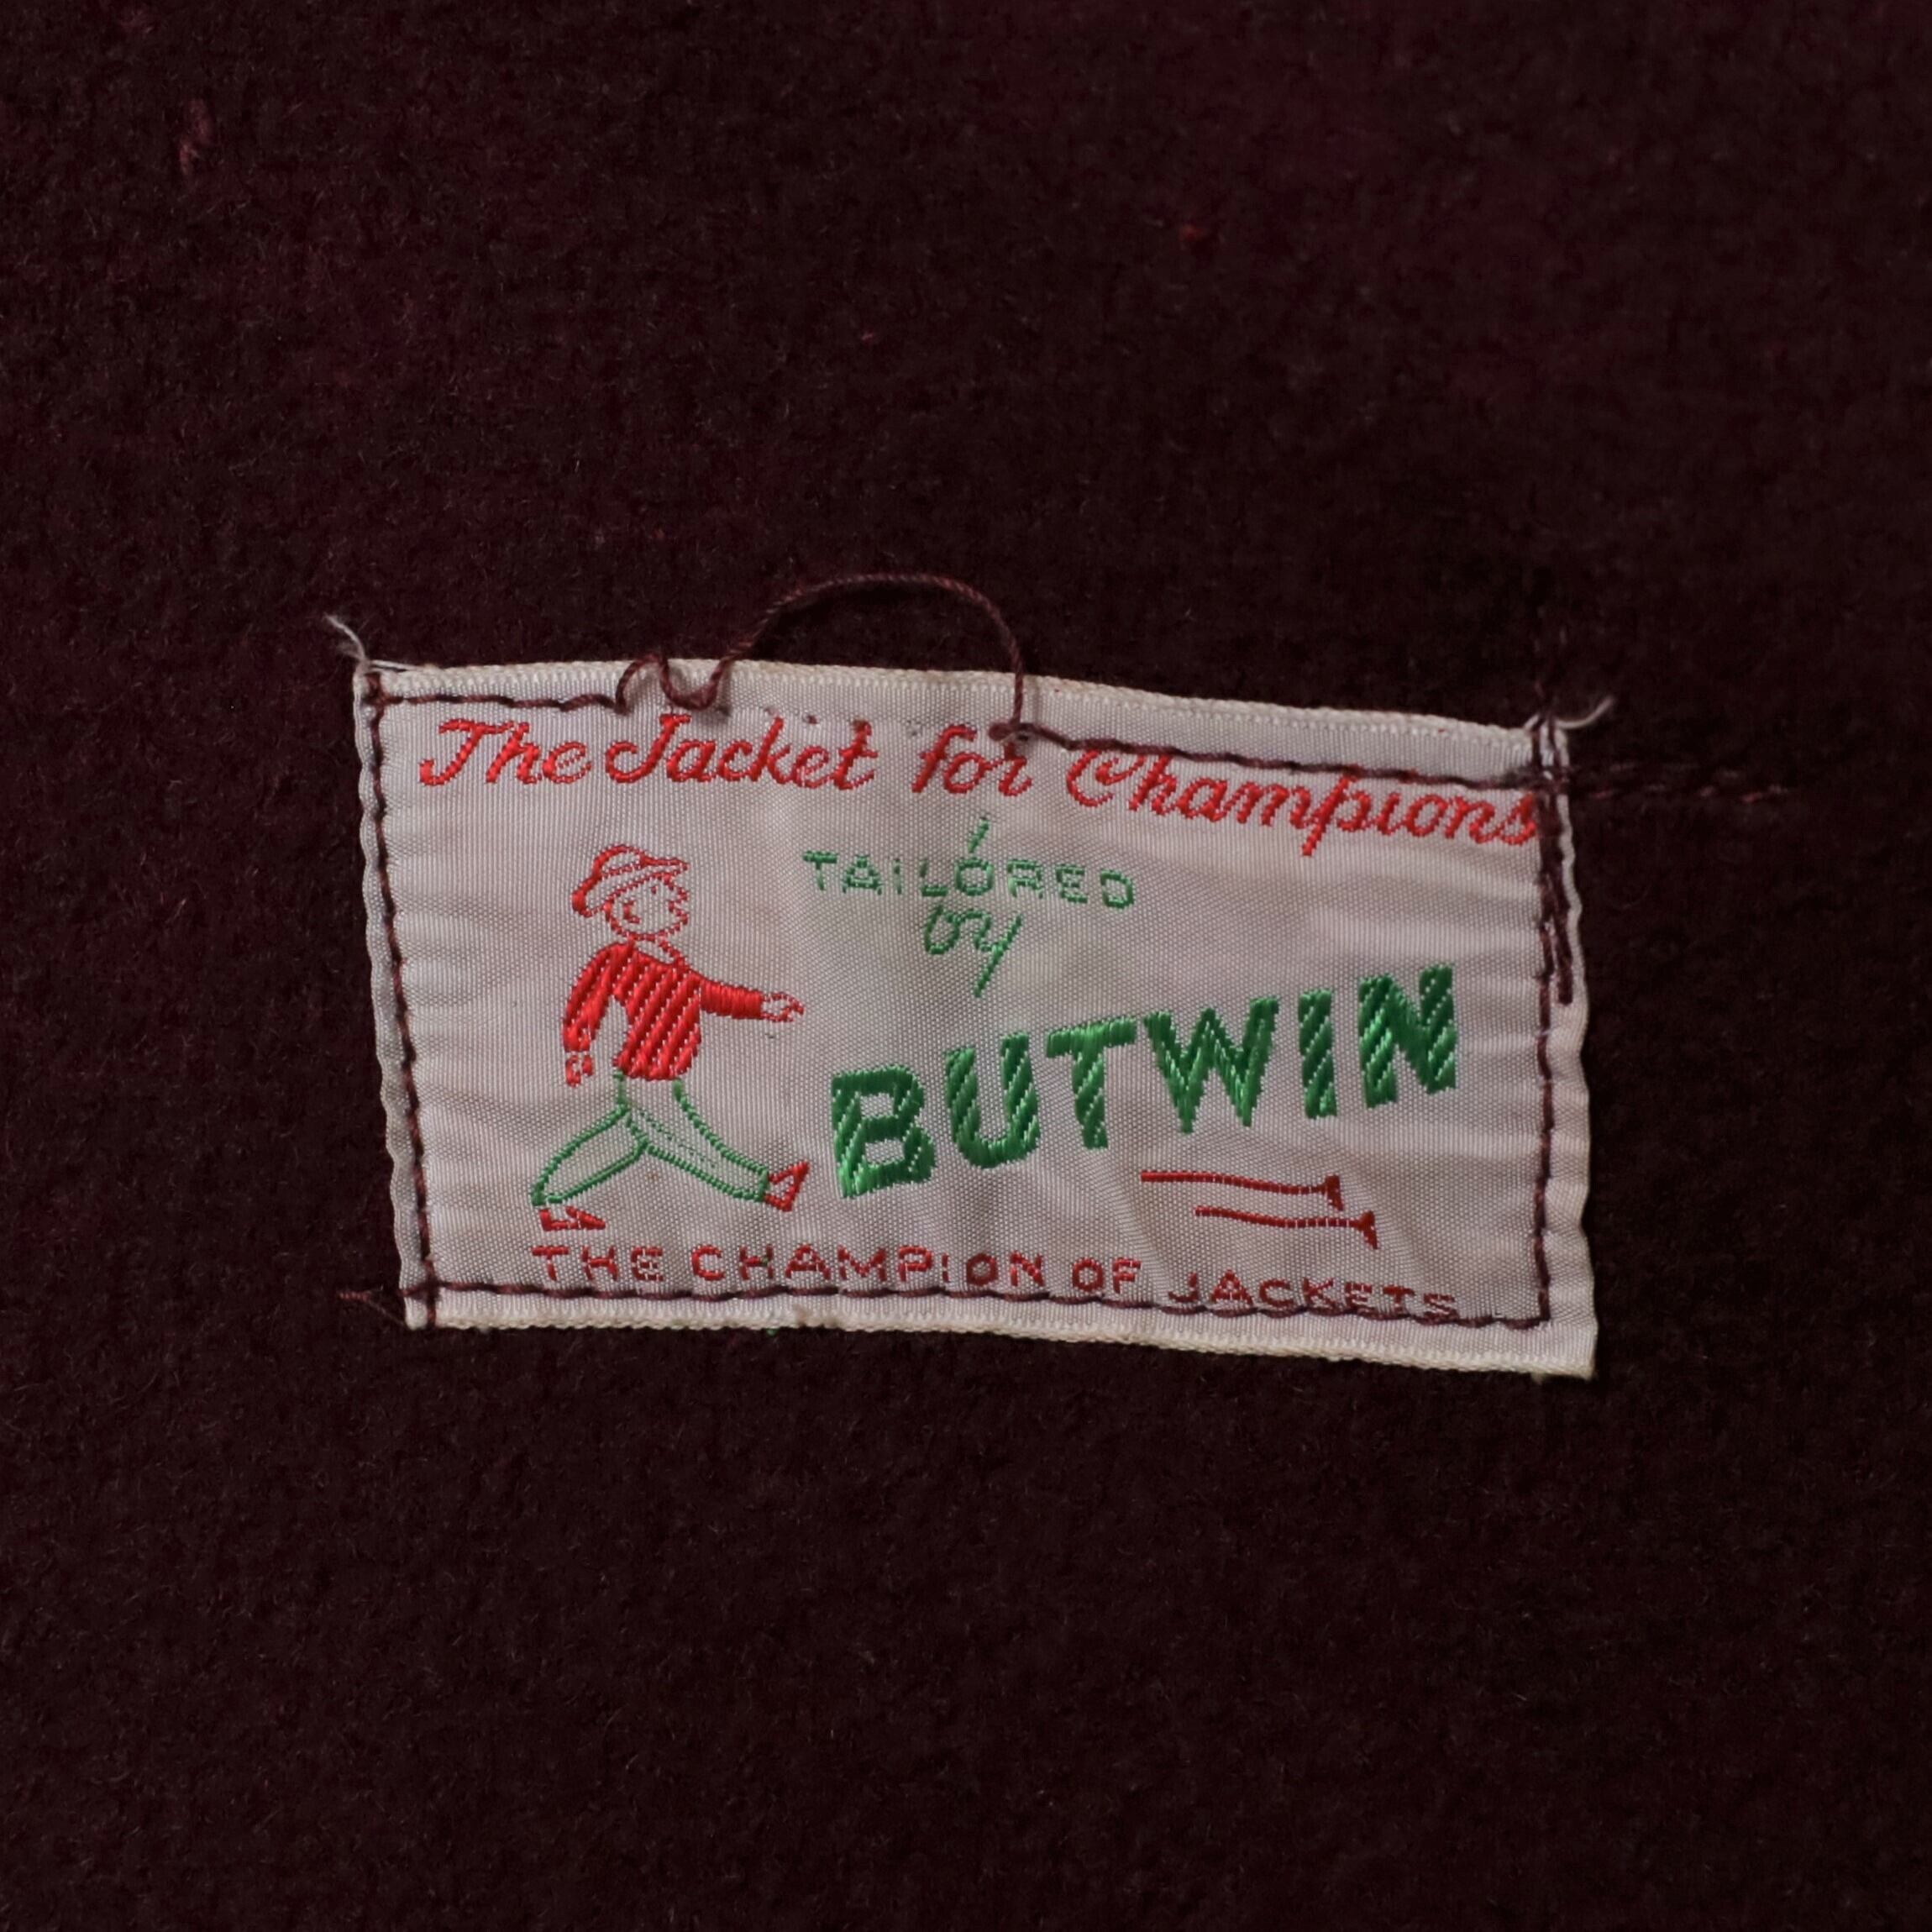 The Jacket for Champions
TAILORED
by
BUTWIN
THE CHAMPION OF JACKETS